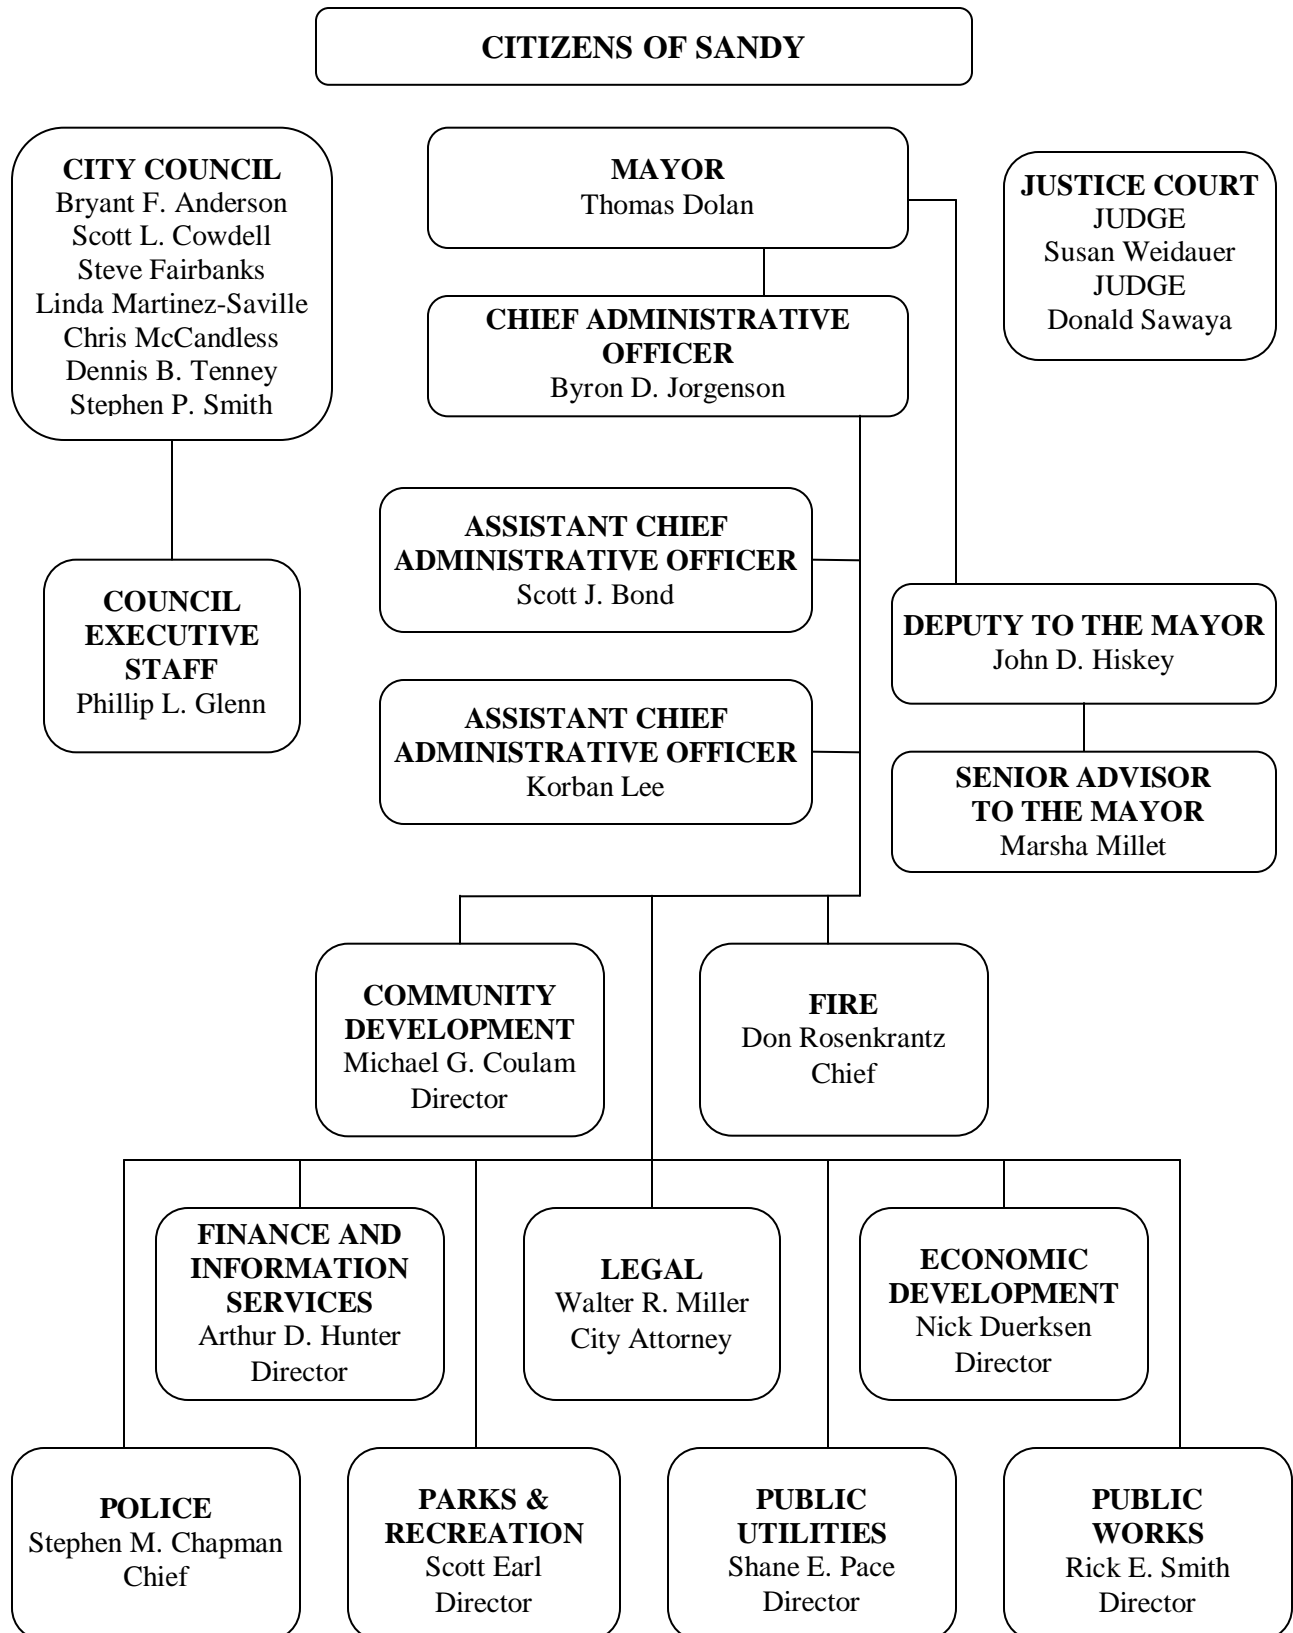 CITIZENS OF SANDY
CITY COUNCIL
Bryant F. Anderson
Scott L. Cowdell
Steve Fairbanks
Linda Martinez-Saville
Chris McCandless
Dennis B. Tenney
Stephen P. Smith
MAYOR
Thomas Dolan
JUSTICE COURT
JUDGE
Susan Weidauer
JUDGE
Donald Sawaya
CHIEF ADMINISTRATIVE
OFFICER
Byron D. Jorgenson
ASSISTANT CHIEF
ADMINISTRATIVE OFFICER
Scott J. Bond
COUNCIL
EXECUTIVE
STAFF
Phillip L. Glenn
DEPUTY TO THE MAYOR
John D. Hiskey
ASSISTANT CHIEF
ADMINISTRATIVE OFFICER
Korban Lee
SENIOR ADVISOR
TO THE MAYOR
Marsha Millet
COMMUNITY
DEVELOPMENT
Michael G. Coulam
Director
FIRE
Don Rosenkrantz
Chief
FINANCE AND
INFORMATION
SERVICES
Arthur D. Hunter
Director
LEGAL
Walter R. Miller
City Attorney
ECONOMIC
DEVELOPMENT
Nick Duerksen
Director
POLICE
Stephen M. Chapman
Chief
PARKS &
RECREATION
Scott Earl
Director
PUBLIC
UTILITIES
Shane E. Pace
Director
PUBLIC
WORKS
Rick E. Smith
Director